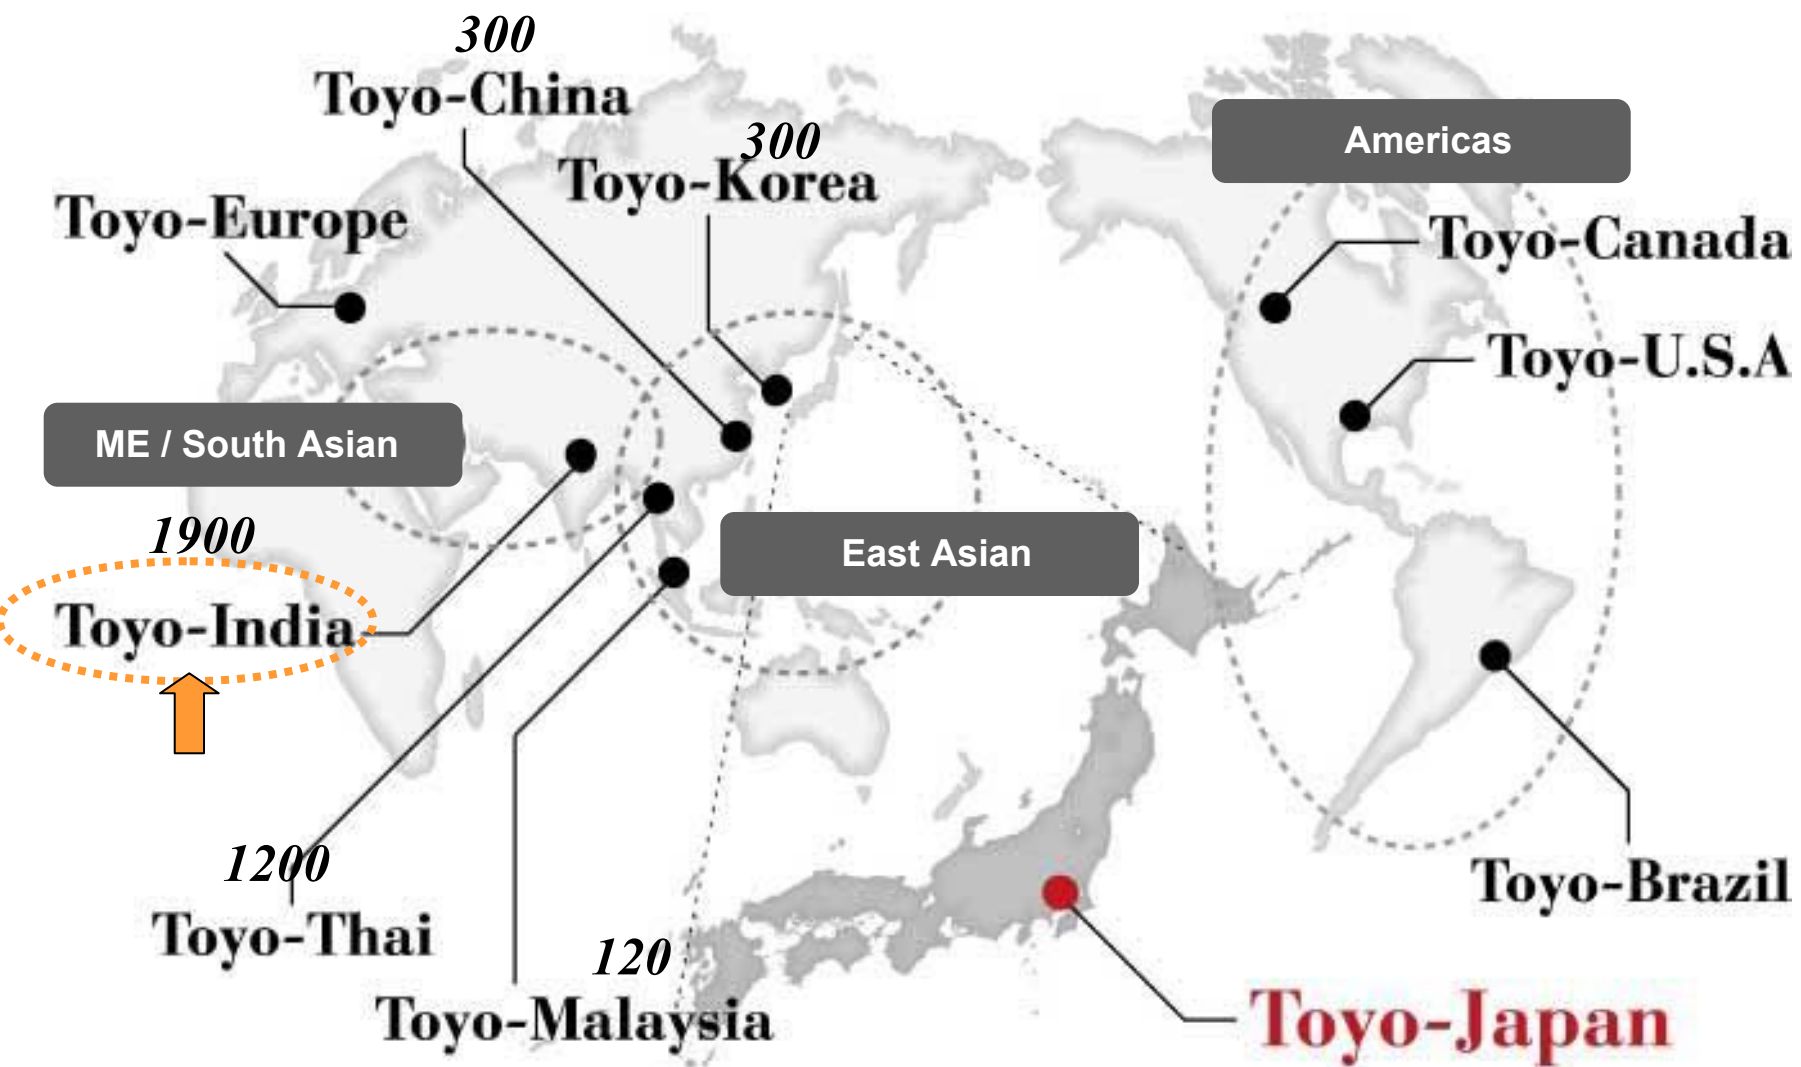 300
Toyo-China
300
Toyo-Korea
Americas
Toyo-Europe
Toyo-Canada
Toyo-U.S.A
ME / South Asian
1900
East Asian
Toyo-India
1200
Toyo-Thai
Toyo-Brazil
120
Toyo-Malaysia
Toyo-Japan